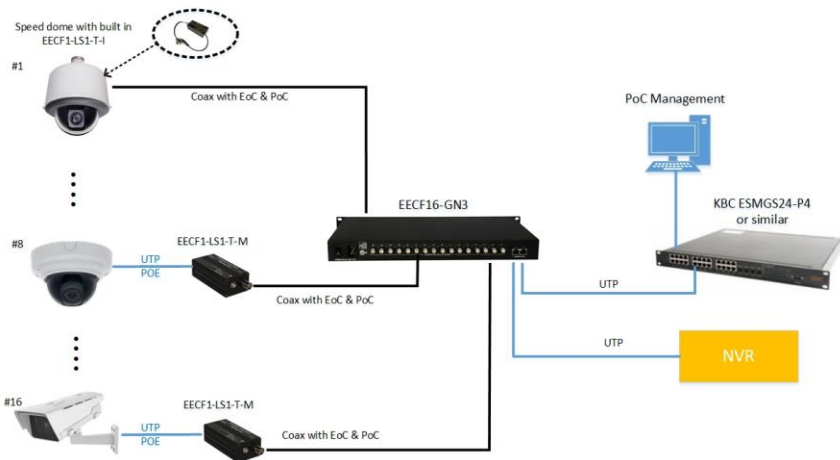 Speed dome with built in
EECF1-LS1-T-I
#1
Coax with EoC & PoC
PoC Management
EECF16-GN3
KBC ESMGS24-P4
or similar
#8
EECF1-LS1-T-M
UTP
POE
Coax with EoC & PoC
UTP
UTP
NVR
#16
EECF1-LS1-T-M
UTP
POE
Coax with EoC & PoC